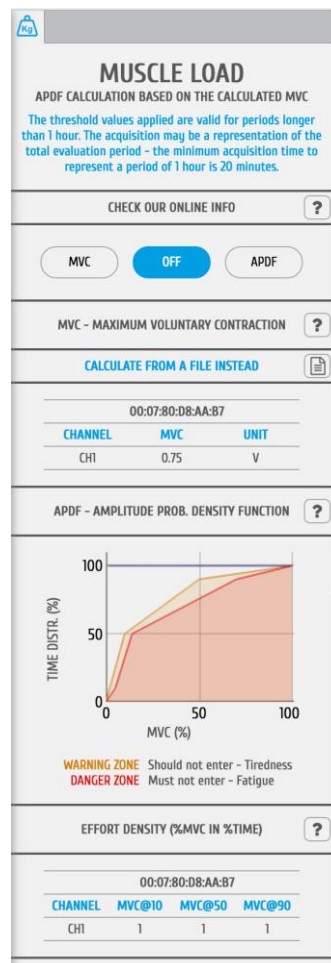 Kg
MUSCLE LOAD
APDF CALCULATION BASED ON THE CALCULATED MVC
The threshold values applied are valid for periods longer
than 1 hour. The acquisition may be a representation of the
total evaluation period - the minimum acquisition time to
represent a period of 1 hour is 20 minutes.
CHECK OUR ONLINE INFO ?
MVC OFF APDF
MVC - MAXIMUM VOLUNTARY CONTRACTION ?
CALCULATE FROM A FILE INSTEAD
00:07:80:D8:AA:B7
CHANNEL MVC UNIT
CH1 0.75 V
APDF - AMPLITUDE PROB. DENSITY FUNCTION ?
TIME DISTR. (%)
100
50
0
0 50 100
MVC (%)
WARNING ZONE Should not enter - Tiredness
DANGER ZONE Must not enter - Fatigue
EFFORT DENSITY (%MVC IN %TIME) ?
00:07:80:D8:AA:B7
CHANNEL MVC@10 MVC@50 MVC@90
CH1 1 1 1